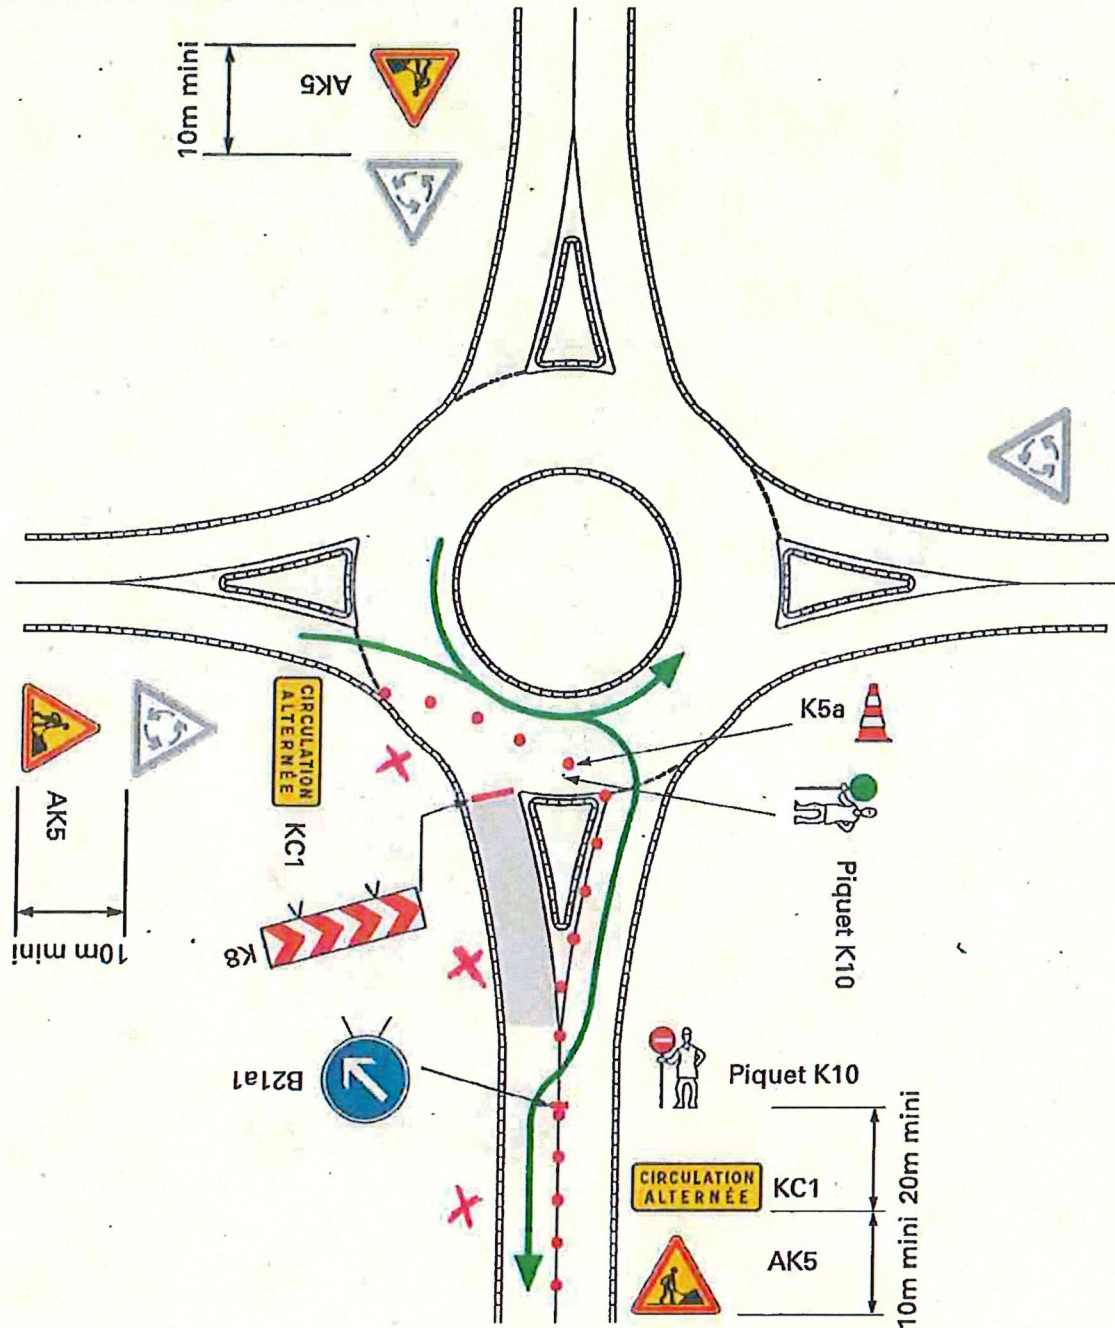 10m mini
AK5
K5a
CIRCULATION
ALTERNÉE
KC1
AK5
10m mini
K8
Piquet K10
B21a1
Piquet K10
CIRCULATION
ALTERNÉE
KC1
20m mini
AK5
10m mini